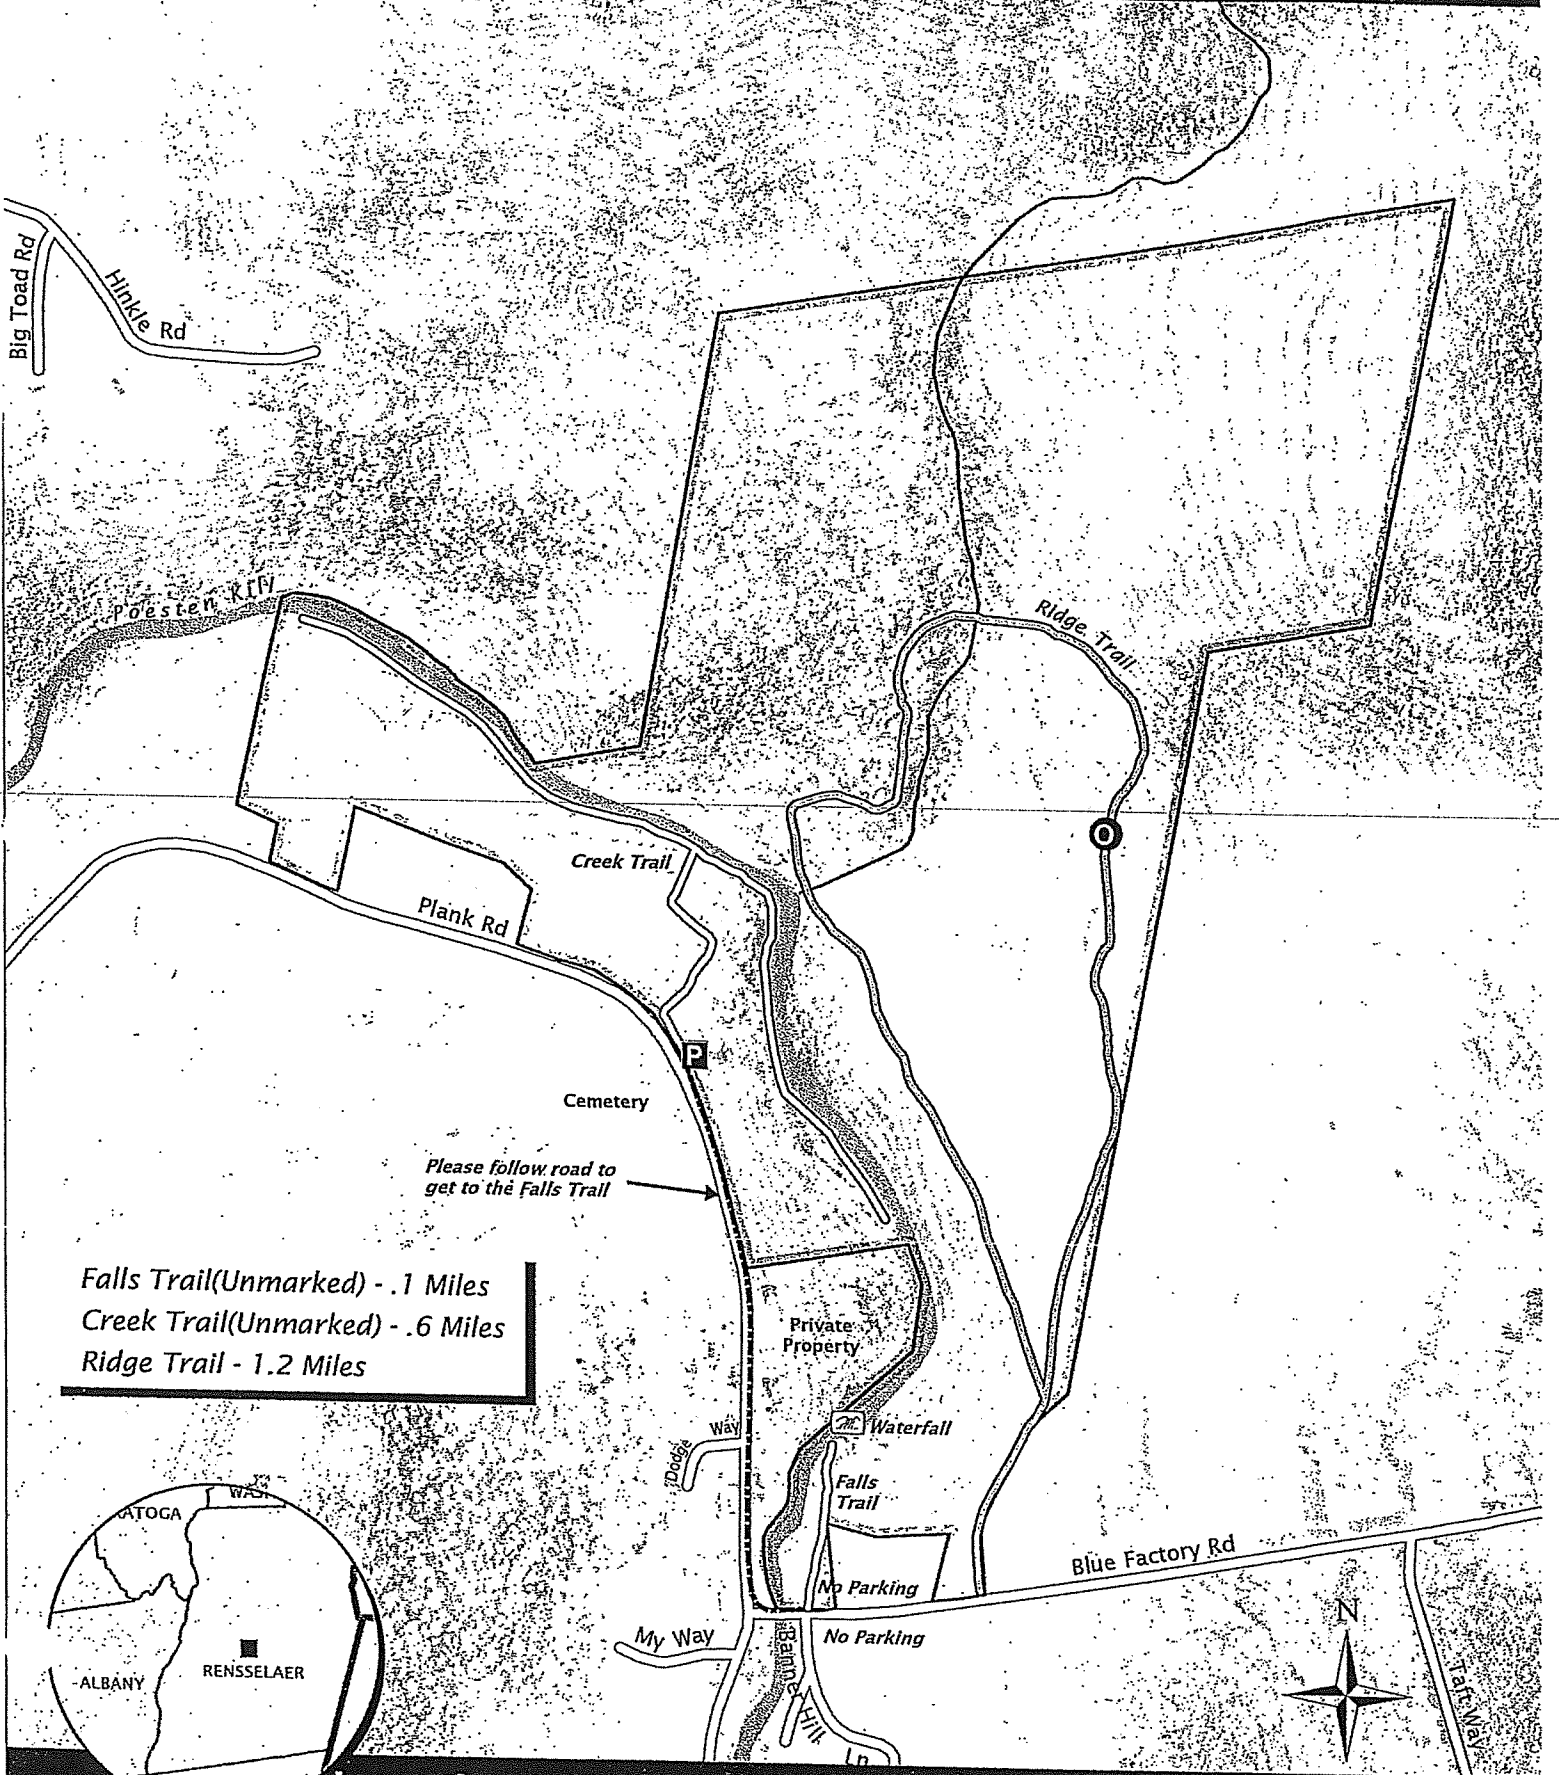 Big Toad Rd
Hinkle Rd
Poesten Kill
Ridge Trail
O
Creek Trail
Plank Rd
P
Cemetery
Please follow road to
get to the Falls Trail
Falls Trail(Unmarked) - .1 Miles
Creek Trail(Unmarked) - .6 Miles
Ridge Trail - 1.2 Miles
Private
Property
Waterfall
Dodge Way
Falls
Trail
Blue Factory Rd
No Parking
No Parking
My Way
Banner Hill Ln
Taft Way
N
ATOGA
WASH
ALBANY
RENSSELAER